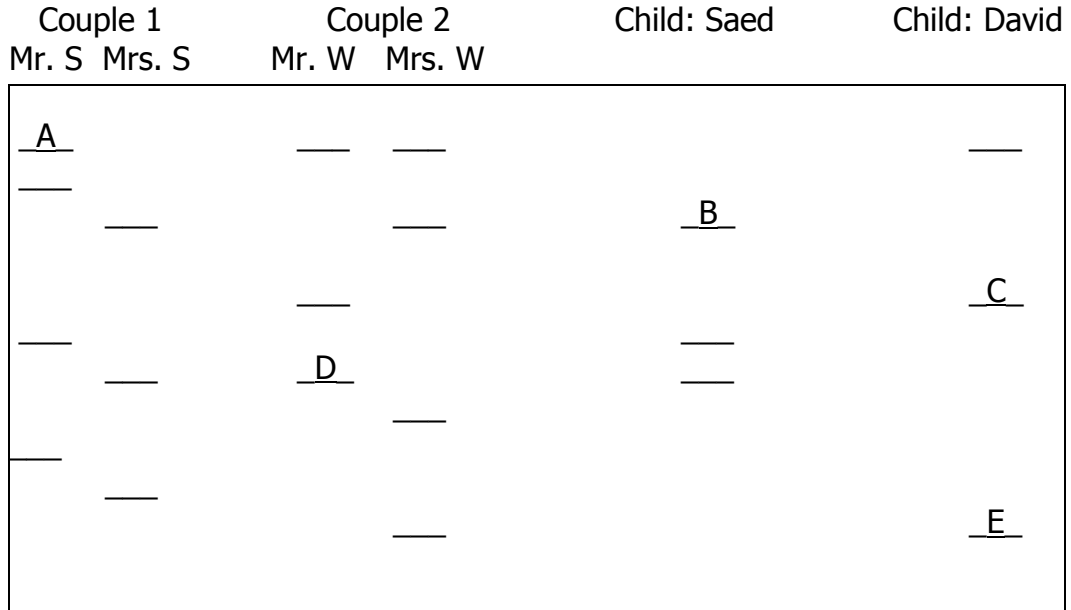 Couple 1 Couple 2 Child: Saed Child: David
Mr. S Mrs. S Mr. W Mrs. W
A
B
C
D
E